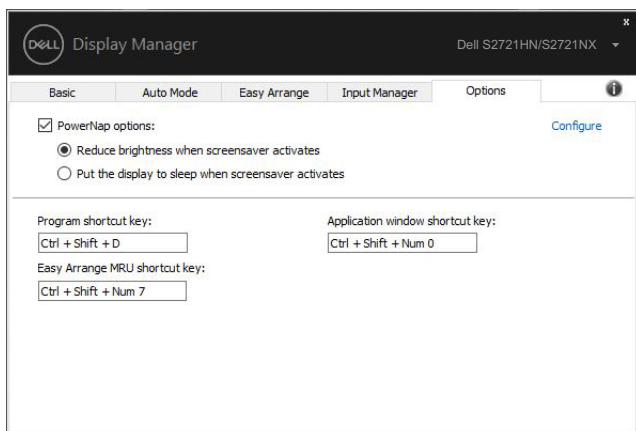 x
DELL Display Manager Dell S2721HN/S2721NX
Basic Auto Mode Easy Arrange Input Manager Options
PowerNap options: Configure
Reduce brightness when screensaver activates
Put the display to sleep when screensaver activates
Program shortcut key: Application window shortcut key:
Ctrl + Shift + D Ctrl + Shift + Num 0
Easy Arrange MRU shortcut key:
Ctrl + Shift + Num 7